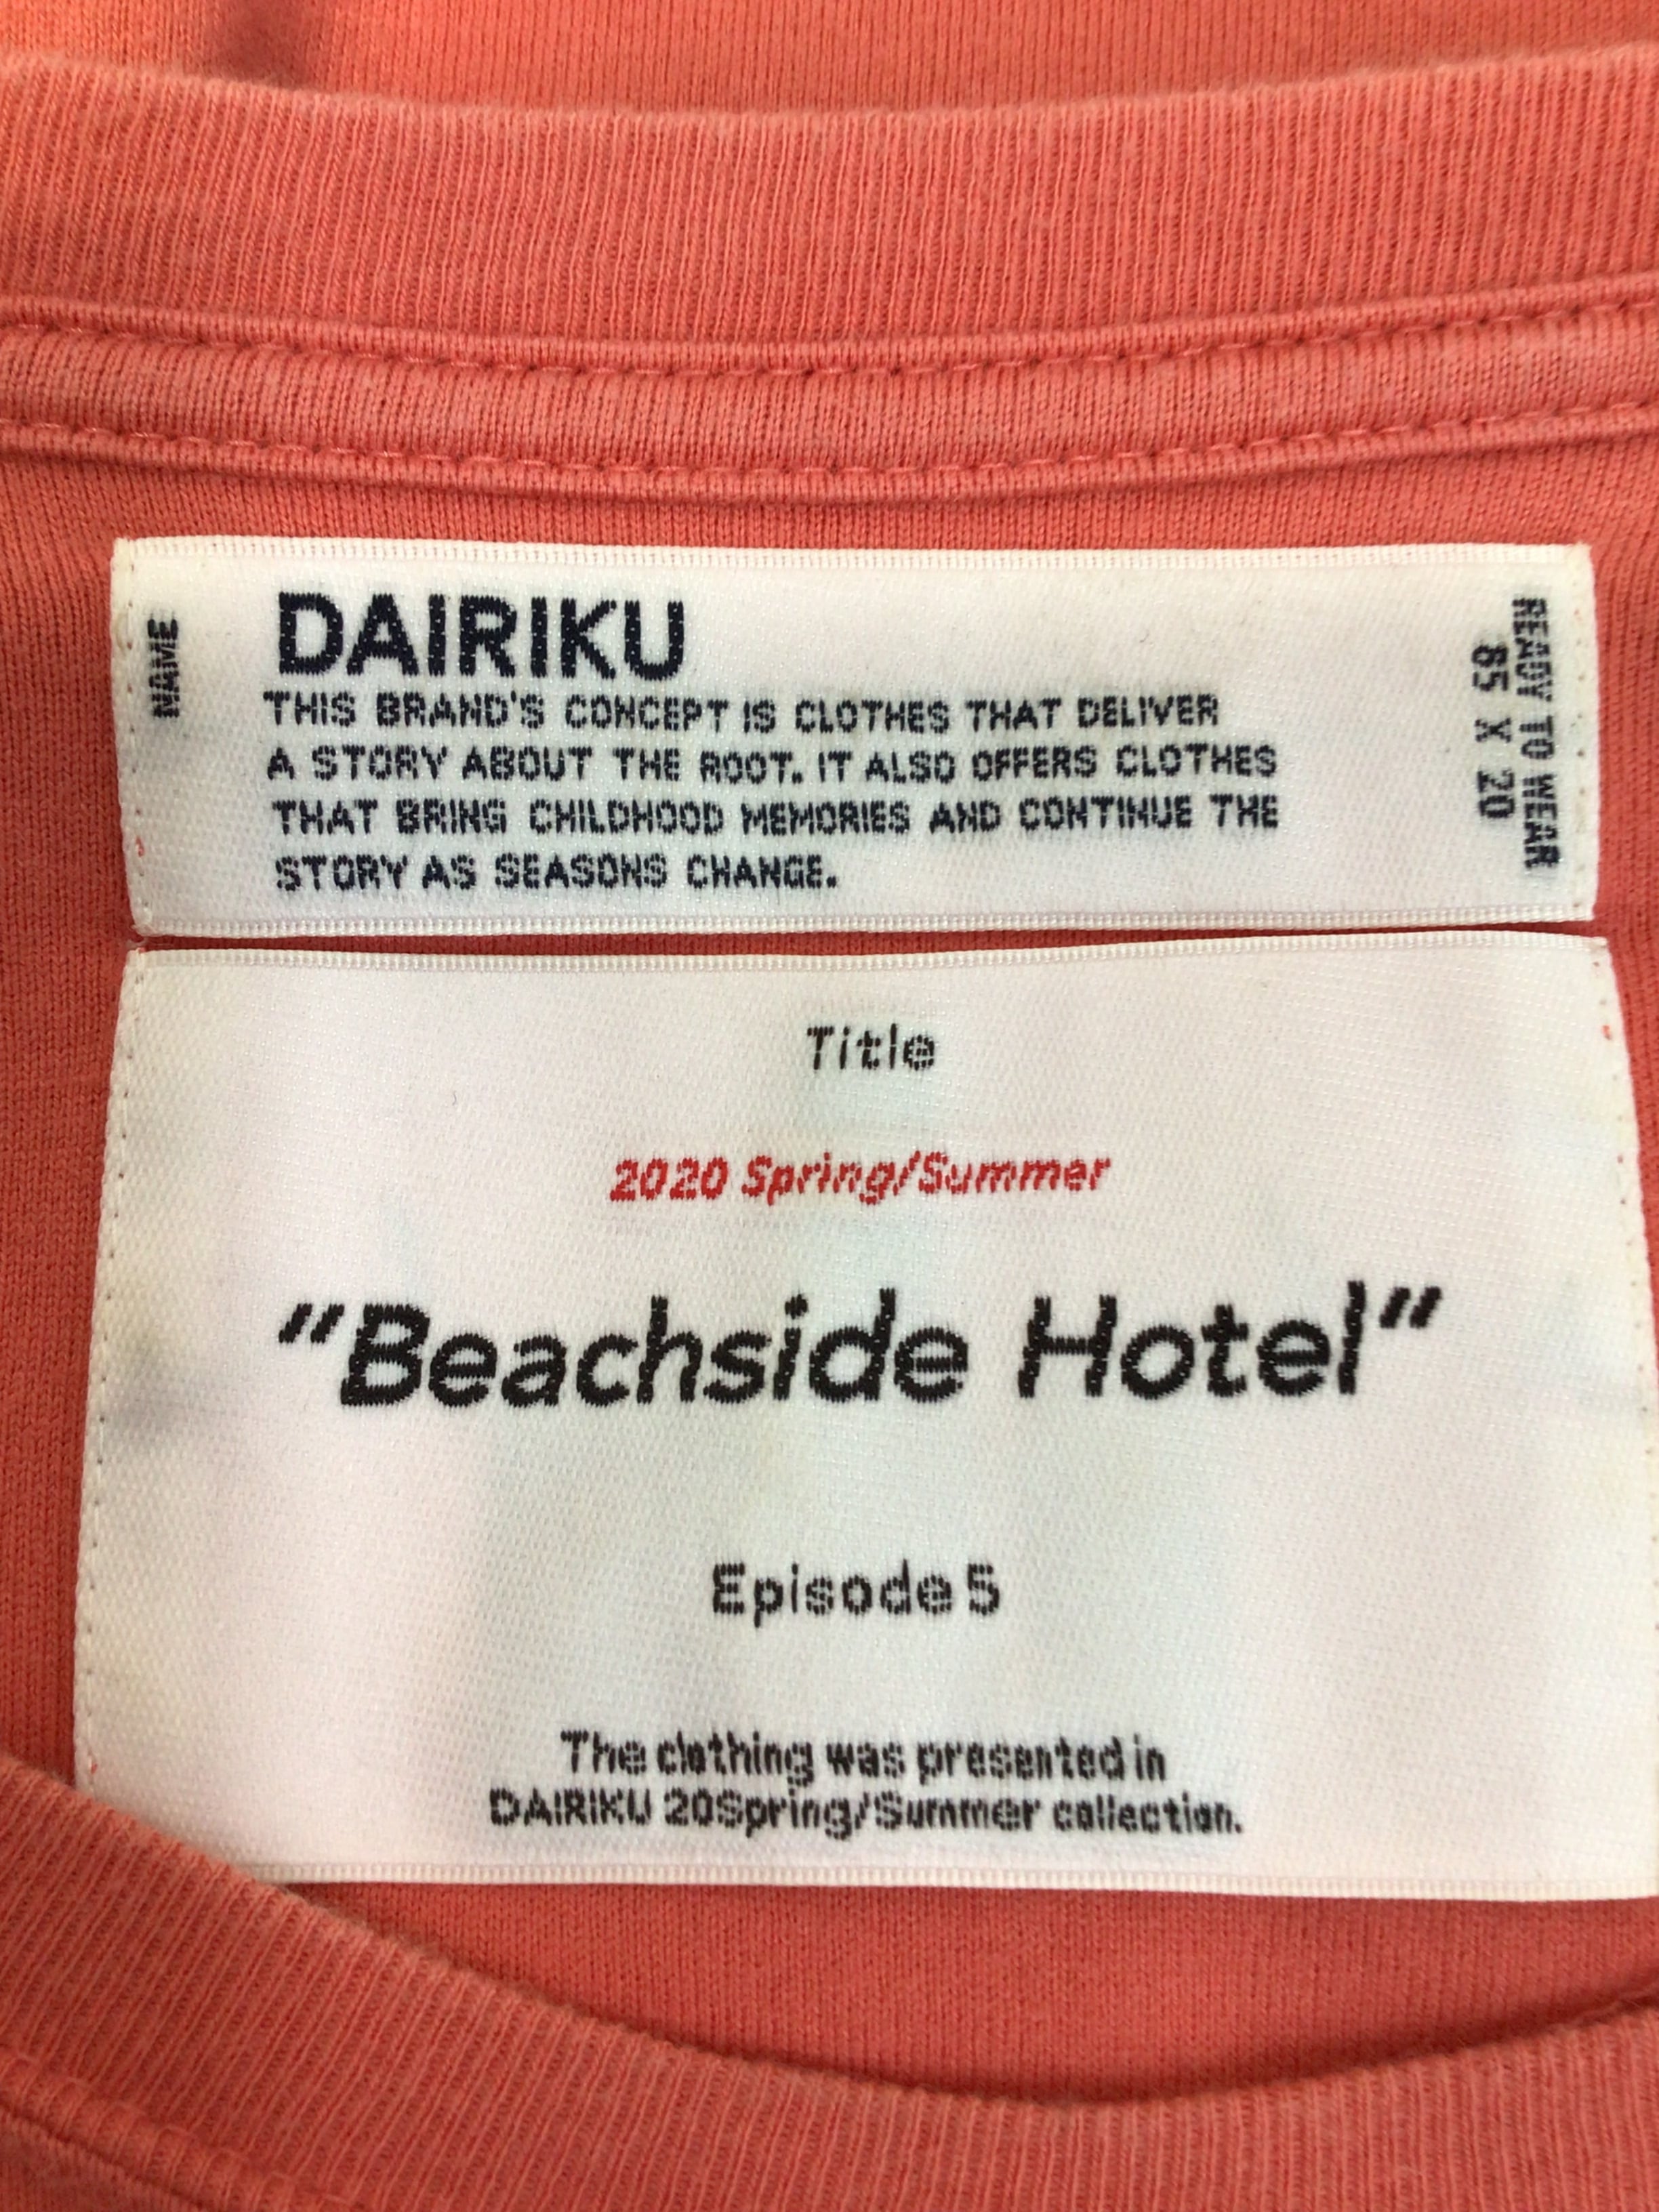 NAME
DAIRIKU
THIS BRAND'S CONCEPT IS CLOTHES THAT DELIVER
A STORY ABOUT THE ROOT. IT ALSO OFFERS CLOTHES
THAT BRING CHILDHOOD MEMORIES AND CONTINUE THE
STORY AS SEASONS CHANGE.
READY TO WEAR
85 X 20
Title
2020 Spring/Summer
"Beachside Hotel"
Episode 5
The clothing was presented in
DAIRIKU 20Spring/Summer collection.